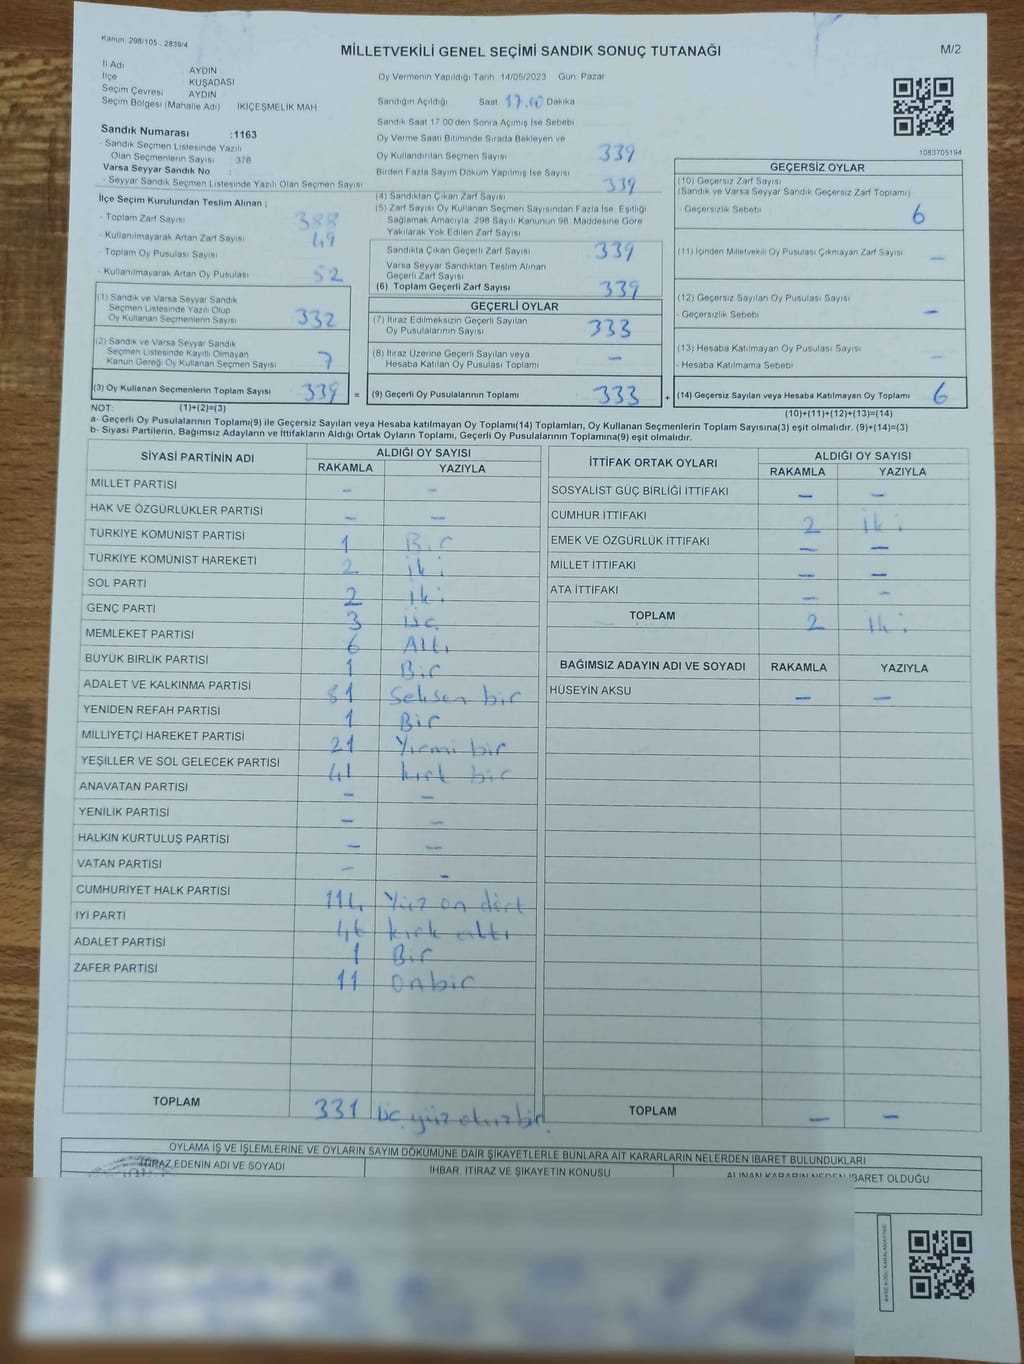 Kanun: 298/105 , 2839/4
MİLLETVEKİLİ GENEL SEÇİMİ SANDIK SONUÇ TUTANAĞI
M/2
İl Adı AYDIN
İlçe KUŞADASI
Seçim Çevresi AYDIN
Seçim Bölgesi (Mahalle Adı) İKİÇEŞMELİK MAH
Sandık Numarası :1163
- Sandık Seçmen Listesinde Yazılı
Olan Seçmenlerin Sayısı 378
Varsa Seyyar Sandık No :
- Seyyar Sandık Seçmen Listesinde Yazılı Olan Seçmen Sayısı
Oy Vermenin Yapıldığı Tarih 14/05/2023 Gün: Pazar
Sandığın Açıldığı Saat 17.00 Dakika
Sandık Saat 17:00'den Sonra Açılmış İse Sebebi
Oy Verme Saati Bitiminde Sırada Bekleyen ve
Oy Kullandırılan Seçmen Sayısı 339
Birden Fazla Sayım Döküm Yapılmış İse Sayısı
1083705194
İlçe Seçim Kurulundan Teslim Alınan :
- Toplam Zarf Sayısı 388
- Kullanılmayarak Artan Zarf Sayısı 49
- Toplam Oy Pusulası Sayısı
- Kullanılmayarak Artan Oy Pusulası 52
(1) Sandık ve Varsa Seyyar Sandık
Seçmen Listesinde Yazılı Olup
Oy Kullanan Seçmenlerin Sayısı 332
(2) Sandık ve Varsa Seyyar Sandık
Seçmen Listesinde Kayıtlı Olmayan
Kanun Gereği Oy Kullanan Seçmen Sayısı 7
(3) Oy Kullanan Seçmenlerin Toplam Sayısı 339 =
(4) Sandıktan Çıkan Zarf Sayısı 339
(5) Zarf Sayısı Oy Kullanan Seçmen Sayısından Fazla İse, Eşitliği
Sağlamak Amacıyla, 298 Sayılı Kanunun 98. Maddesine Göre
Yakılarak Yok Edilen Zarf Sayısı
Sandıkta Çıkan Geçerli Zarf Sayısı 339
Varsa Seyyar Sandıktan Teslim Alınan
Geçerli Zarf Sayısı
(6) Toplam Geçerli Zarf Sayısı 339
GEÇERLİ OYLAR
(7) İtiraz Edilmeksizin Geçerli Sayılan
Oy Pusulalarının Sayısı 333
(8) İtiraz Üzerine Geçerli Sayılan veya
Hesaba Katılan Oy Pusulası Toplamı —
(9) Geçerli Oy Pusulalarının Toplamı 333 +
GEÇERSİZ OYLAR
(10) Geçersiz Zarf Sayısı
(Sandık ve Varsa Seyyar Sandık Geçersiz Zarf Toplamı)
- Geçersizlik Sebebi 6
(11) İçinden Milletvekili Oy Pusulası Çıkmayan Zarf Sayısı —
(12) Geçersiz Sayılan Oy Pusulası Sayısı
- Geçersizlik Sebebi —
(13) Hesaba Katılmayan Oy Pusulası Sayısı —
- Hesaba Katılmama Sebebi
(14) Geçersiz Sayılan veya Hesaba Katılmayan Oy Toplamı 6
NOT: (1)+(2)=(3)
(10)+(11)+(12)+(13)=(14)
a- Geçerli Oy Pusulalarının Toplamı(9) ile Geçersiz Sayılan veya Hesaba katılmayan Oy Toplamı(14) Toplamları, Oy Kullanan Seçmenlerin Toplam Sayısına(3) eşit olmalıdır. (9)+(14)=(3)
b- Siyasi Partilerin, Bağımsız Adayların ve İttifakların Aldığı Ortak Oyların Toplamı, Geçerli Oy Pusulalarının Toplamına(9) eşit olmalıdır.
SİYASİ PARTİNİN ADI ALDIĞI OY SAYISI
RAKAMLA YAZIYLA
MİLLET PARTİSİ — —
HAK VE ÖZGÜRLÜKLER PARTİSİ — —
TÜRKİYE KOMÜNİST PARTİSİ 1 Bir
TÜRKİYE KOMÜNİST HAREKETİ 2 iki
SOL PARTİ 2 iki
GENÇ PARTİ 3 üç
MEMLEKET PARTİSİ 6 Altı
BÜYÜK BİRLİK PARTİSİ 1 Bir
ADALET VE KALKINMA PARTİSİ 81 Seksen bir
YENİDEN REFAH PARTİSİ 1 Bir
MİLLİYETÇİ HAREKET PARTİSİ 21 Yirmi bir
YEŞİLLER VE SOL GELECEK PARTİSİ 41 kırk bir
ANAVATAN PARTİSİ — —
YENİLİK PARTİSİ — —
HALKIN KURTULUŞ PARTİSİ — —
VATAN PARTİSİ — —
CUMHURİYET HALK PARTİSİ 114 Yüz on dört
İYİ PARTİ 46 kırk altı
ADALET PARTİSİ 1 Bir
ZAFER PARTİSİ 11 onbir
TOPLAM 331 üç yüz otuz bir
İTTİFAK ORTAK OYLARI ALDIĞI OY SAYISI
RAKAMLA YAZIYLA
SOSYALİST GÜÇ BİRLİĞİ İTTİFAKI — —
CUMHUR İTTİFAKI 2 iki
EMEK VE ÖZGÜRLÜK İTTİFAKI — —
MİLLET İTTİFAKI — —
ATA İTTİFAKI — —
TOPLAM 2 iki
BAĞIMSIZ ADAYIN ADI VE SOYADI RAKAMLA YAZIYLA
HÜSEYİN AKSU — —
TOPLAM — —
OYLAMA İŞ VE İŞLEMLERİNE VE OYLARIN SAYIM DÖKÜMÜNE DAİR ŞİKAYETLERLE BUNLARA AİT KARARLARIN NELERDEN İBARET BULUNDUKLARI
İTİRAZ EDENİN ADI VE SOYADI İHBAR, İTİRAZ VE ŞİKAYETİN KONUSU ALINAN KARARIN NEDEN İBARET OLDUĞU
KARE KODU KARALAMAYINIZ!